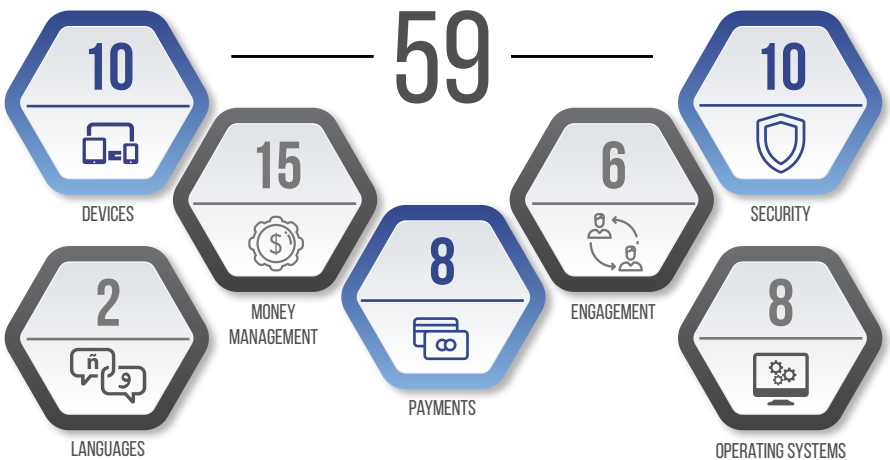 59
10
DEVICES
15
MONEY
MANAGEMENT
8
PAYMENTS
6
ENGAGEMENT
10
SECURITY
2
ñ
و
LANGUAGES
8
OPERATING SYSTEMS